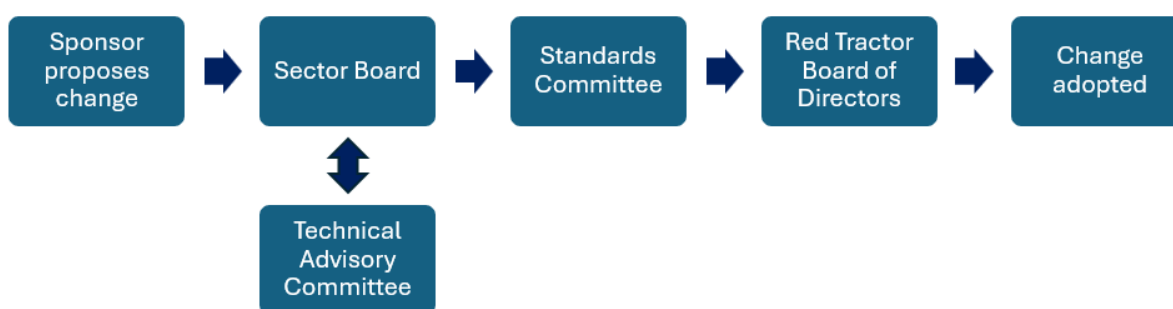 Sponsor
proposes
change
Sector Board
Standards
Committee
Red Tractor
Board of
Directors
Change
adopted
Technical
Advisory
Committee